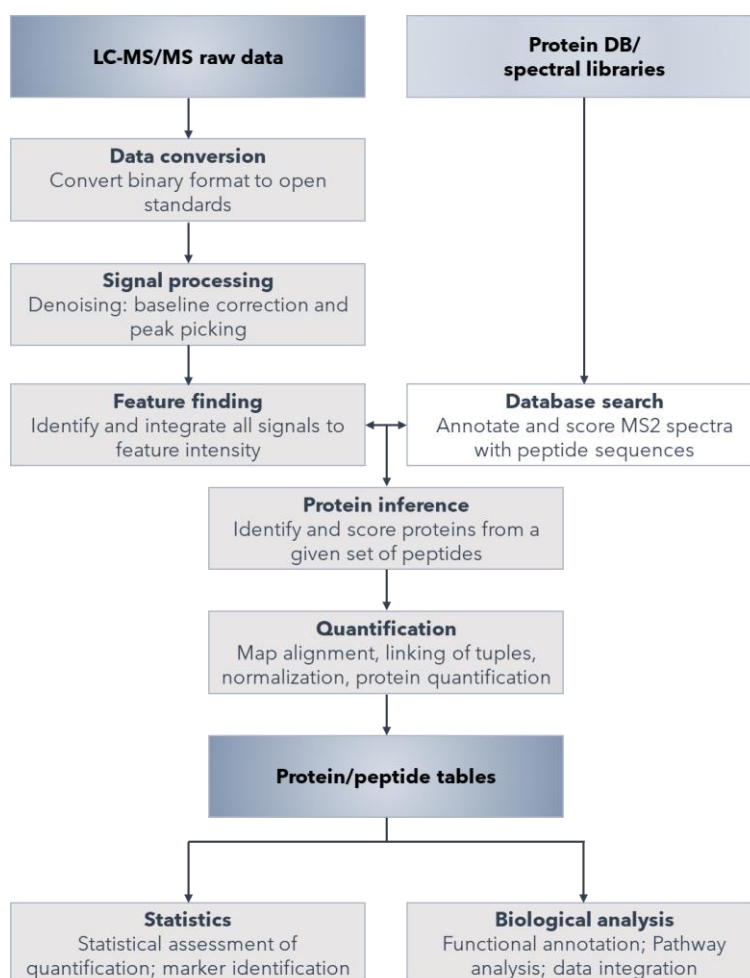 LC-MS/MS raw data
Protein DB/
spectral libraries
Data conversion
Convert binary format to open
standards
Signal processing
Denoising: baseline correction and
peak picking
Feature finding
Identify and integrate all signals to
feature intensity
Database search
Annotate and score MS2 spectra
with peptide sequences
Protein inference
Identify and score proteins from a
given set of peptides
Quantification
Map alignment, linking of tuples,
normalization, protein quantification
Protein/peptide tables
Statistics
Statistical assessment of
quantification; marker identification
Biological analysis
Functional annotation; Pathway
analysis; data integration